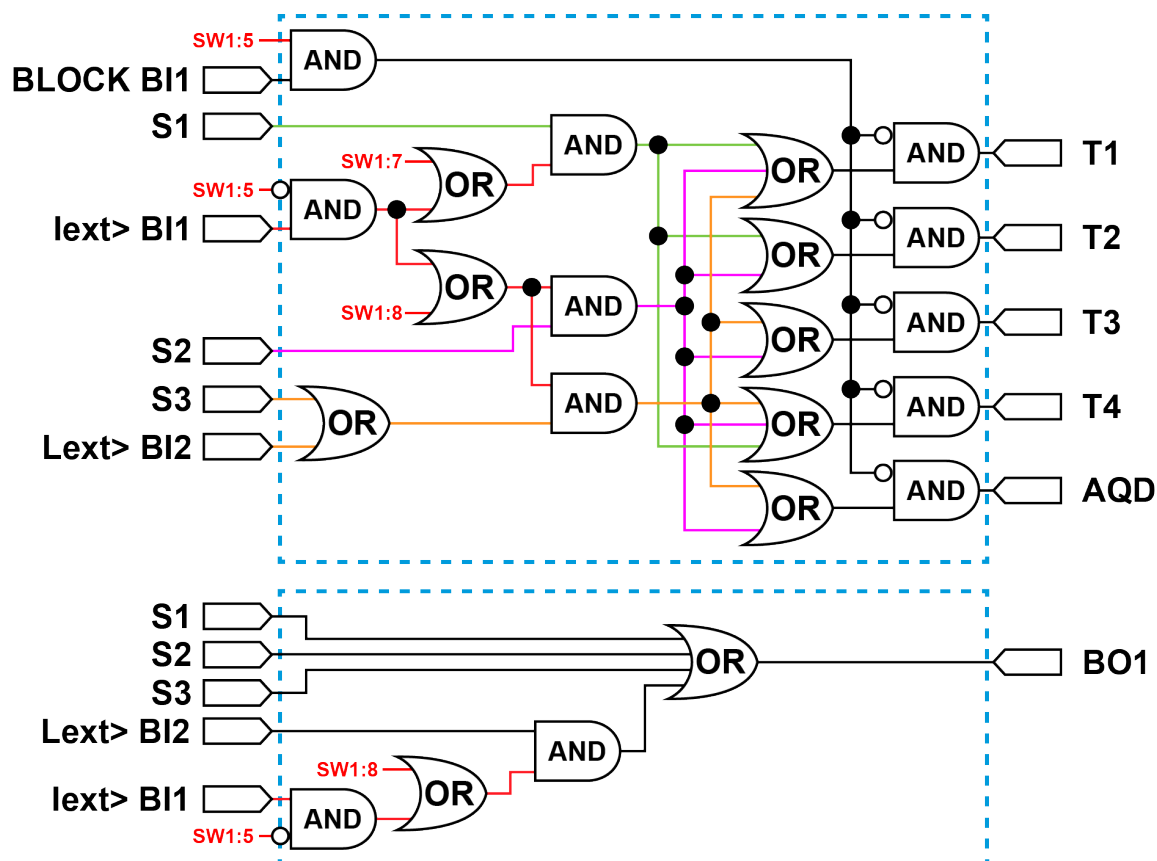 SW1:5
AND
BLOCK BI1
S1
AND
SW1:7
OR
OR
AND
T1
SW1:5
AND
Iext> BI1
OR
AND
T2
OR
SW1:8
AND
S2
OR
AND
T3
S3
OR
AND
OR
AND
T4
Lext> BI2
OR
AND
AQD
S1
S2
OR
BO1
S3
Lext> BI2
AND
SW1:8
OR
Iext> BI1
AND
SW1:5